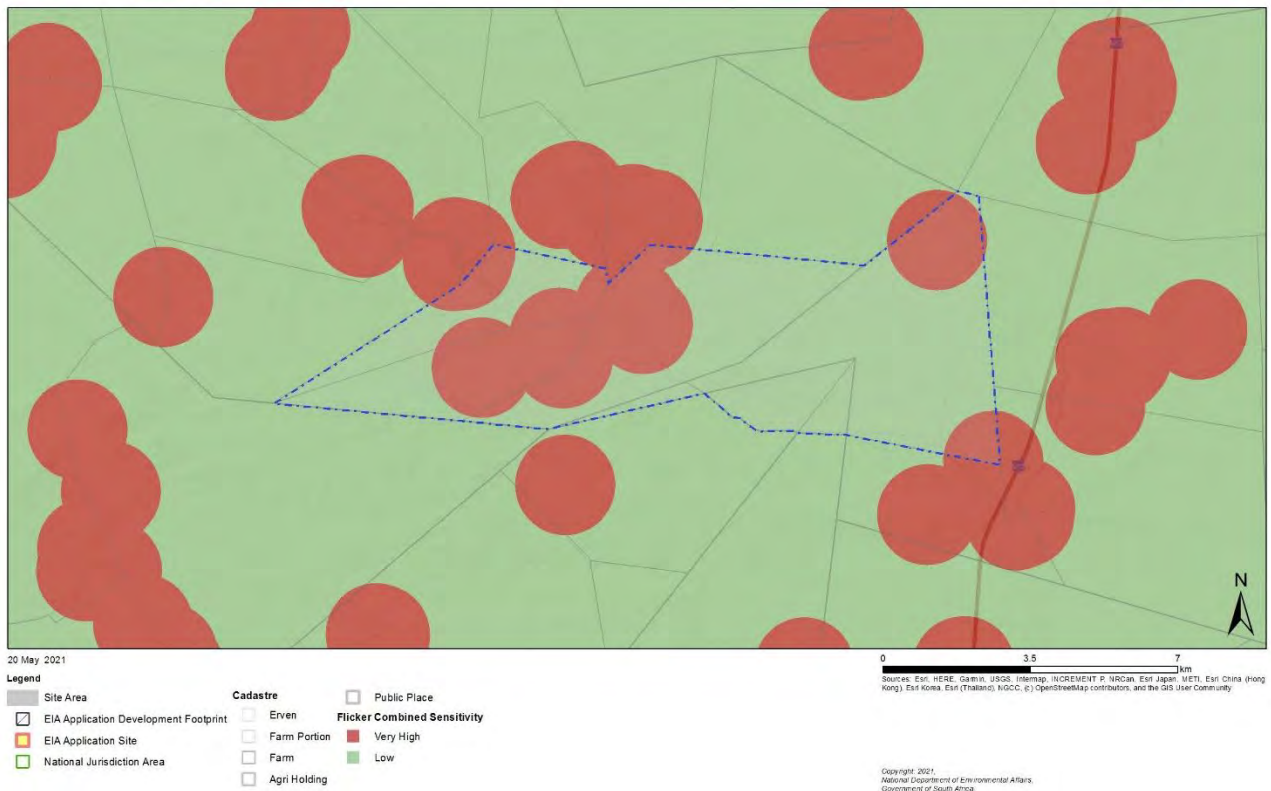 N
20 May 2021
0 3.5 7
km
Sources: Esri, HERE, Garmin, USGS, Intermap, INCREMENT P, NRCan, Esri Japan, METI, Esri China (Hong
Kong), Esri Korea, Esri (Thailand), NGCC, (c) OpenStreetMap contributors, and the GIS User Community
Legend
Site Area
EIA Application Development Footprint
EIA Application Site
National Jurisdiction Area
Cadastre
Erven
Farm Portion
Farm
Agri Holding
Public Place
Flicker Combined Sensitivity
Very High
Low
Copyright: 2021,
National Department of Environmental Affairs,
Government of South Africa